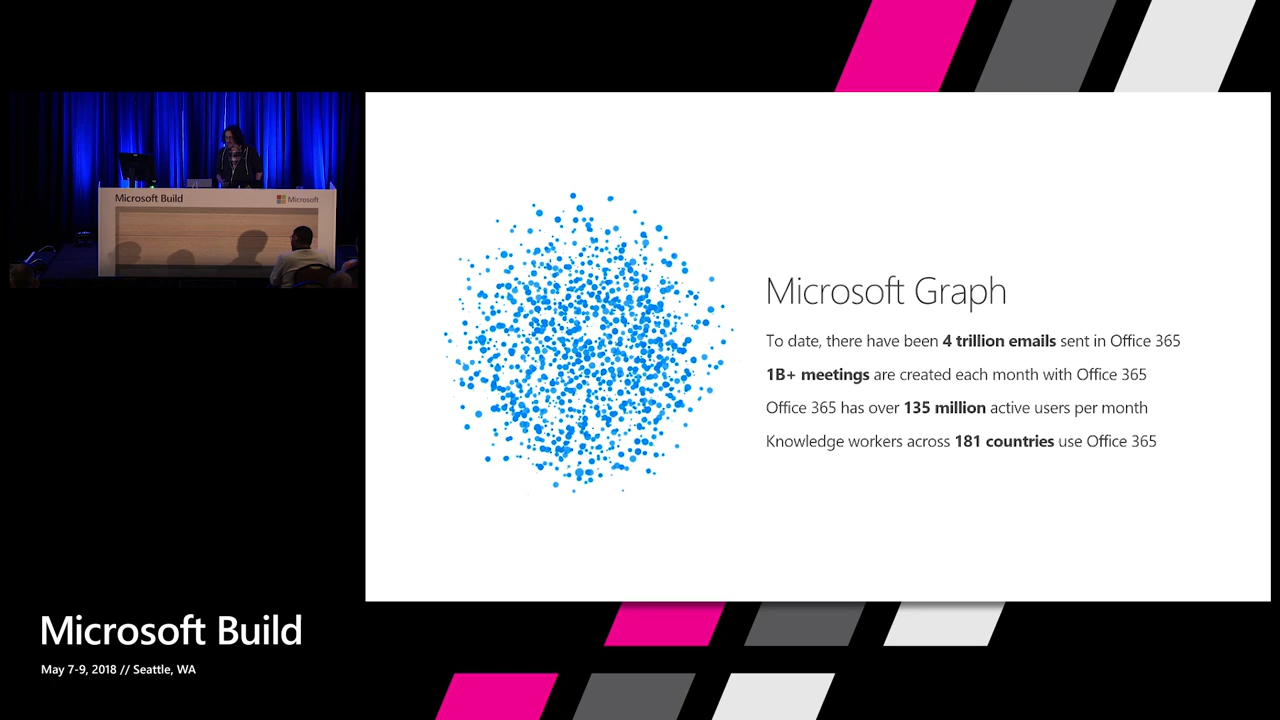 Microsoft Build
Microsoft
Microsoft Graph
To date, there have been 4 trillion emails sent in Office 365
1B+ meetings are created each month with Office 365
Office 365 has over 135 million active users per month
Knowledge workers across 181 countries use Office 365
Microsoft Build
May 7-9, 2018 // Seattle, WA